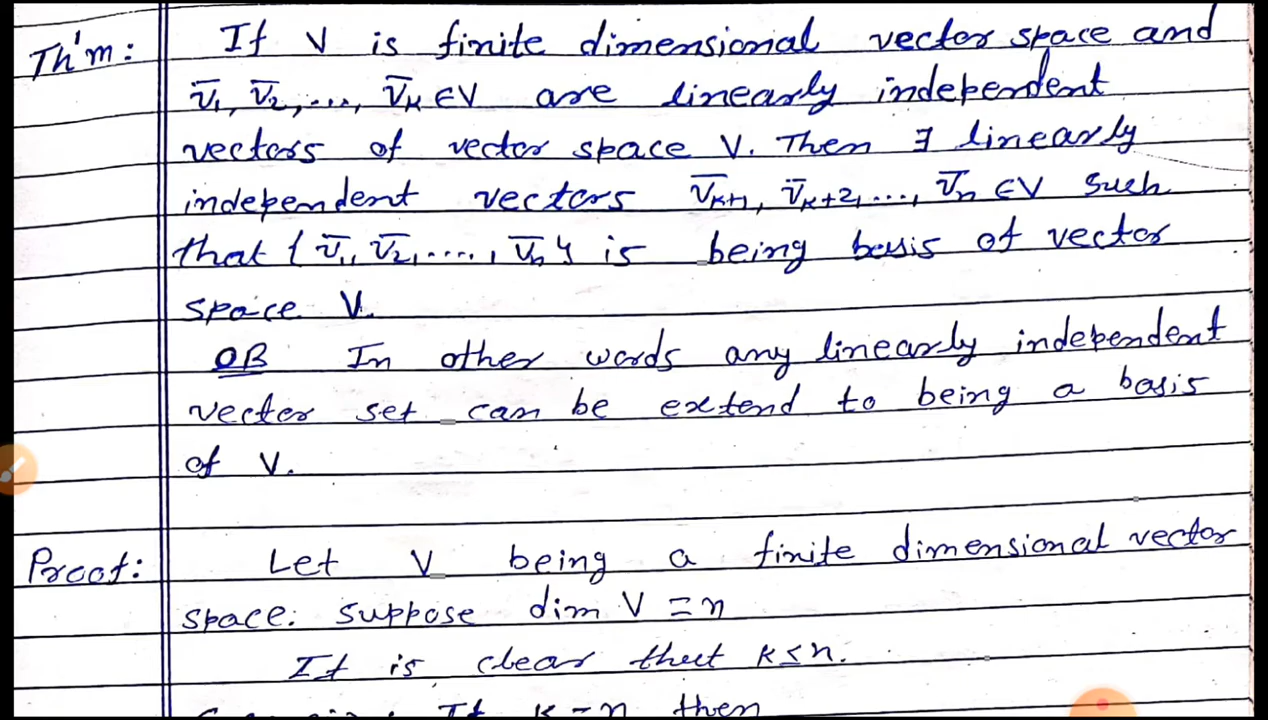 Th'm: If V is finite dimensional vector space and
v̅₁, v̅₂, ..., v̅ₖ ∈V are linearly independent
vectors of vector space V. Then ∃ linearly
independent vectors v̅ₖ₊₁, v̅ₖ₊₂, ..., v̅ₙ ∈V such
that { v̅₁, v̅₂, ...., v̅ₙ } is being basis of vector
space V.
OR In other words any linearly independent
vector set can be extend to being a basis
of V.
Proof: Let V being a finite dimensional vector
space. suppose dim V = n
It is clear that k ≤ n.
If k = n then